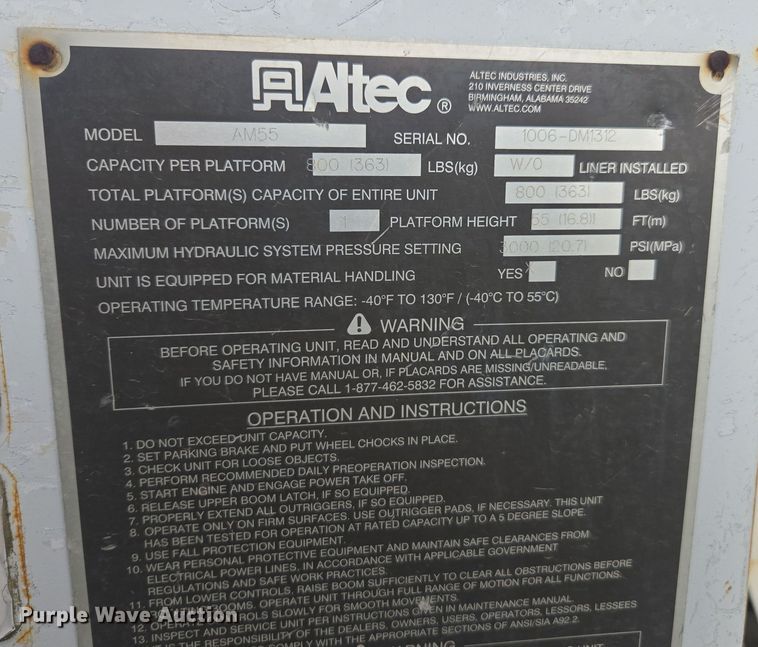 Altec®
ALTEC INDUSTRIES, INC.
210 INVERNESS CENTER DRIVE
BIRMINGHAM, ALABAMA 35242
WWW.ALTEC.COM
MODEL AM55 SERIAL NO. 1006-DM1312
CAPACITY PER PLATFORM 800 (363) LBS(kg) W/O LINER INSTALLED
TOTAL PLATFORM(S) CAPACITY OF ENTIRE UNIT 800 (363) LBS(kg)
NUMBER OF PLATFORM(S) 1 PLATFORM HEIGHT 55 (16.8) FT(m)
MAXIMUM HYDRAULIC SYSTEM PRESSURE SETTING 3000 (20.7) PSI(MPa)
UNIT IS EQUIPPED FOR MATERIAL HANDLING YES NO
OPERATING TEMPERATURE RANGE: -40°F TO 130°F / (-40°C TO 55°C)
WARNING
BEFORE OPERATING UNIT, READ AND UNDERSTAND ALL OPERATING AND
SAFETY INFORMATION IN MANUAL AND ON ALL PLACARDS.
IF YOU DO NOT HAVE MANUAL OR, IF PLACARDS ARE MISSING/UNREADABLE,
PLEASE CALL 1-877-462-5832 FOR ASSISTANCE.
OPERATION AND INSTRUCTIONS
1. DO NOT EXCEED UNIT CAPACITY.
2. SET PARKING BRAKE AND PUT WHEEL CHOCKS IN PLACE.
3. CHECK UNIT FOR LOOSE OBJECTS.
4. PERFORM RECOMMENDED DAILY PREOPERATION INSPECTION.
5. START ENGINE AND ENGAGE POWER TAKE OFF.
6. RELEASE UPPER BOOM LATCH, IF SO EQUIPPED.
7. PROPERLY EXTEND ALL OUTRIGGERS, IF SO EQUIPPED.
8. OPERATE ONLY ON FIRM SURFACES. USE OUTRIGGER PADS, IF NECESSARY. THIS UNIT
HAS BEEN TESTED FOR OPERATION AT RATED CAPACITY UP TO A 5 DEGREE SLOPE.
9. USE FALL PROTECTION EQUIPMENT.
10. WEAR PERSONAL PROTECTIVE EQUIPMENT AND MAINTAIN SAFE CLEARANCES FROM
ELECTRICAL POWER LINES, IN ACCORDANCE WITH APPLICABLE GOVERNMENT
REGULATIONS AND SAFE WORK PRACTICES.
11. FROM LOWER CONTROLS, RAISE BOOM SUFFICIENTLY TO CLEAR ALL OBSTRUCTIONS BEFORE
BOOMS. OPERATE UNIT THROUGH FULL RANGE OF MOTION FOR ALL FUNCTIONS.
12. OPERATE CONTROLS SLOWLY FOR SMOOTH MOVEMENTS.
13. INSPECT AND SERVICE UNIT PER INSTRUCTIONS GIVEN IN MAINTENANCE MANUAL.
IT IS THE RESPONSIBILITY OF THE DEALERS, OWNERS, USERS, OPERATORS, LESSORS, LESSEES
COMPLY WITH THE APPROPRIATE SECTIONS OF ANSI/SIA A92.2.
WARNING
UNIT
Purple Wave Auction